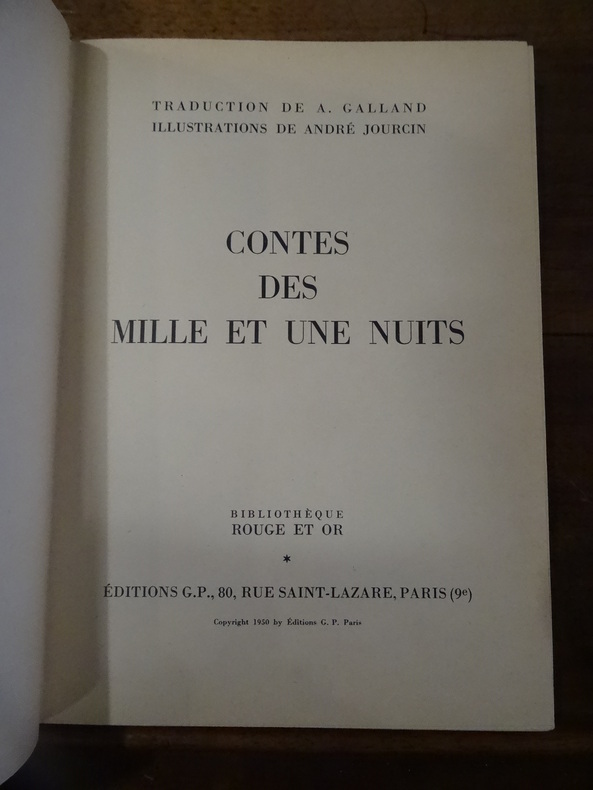 TRADUCTION DE A. GALLAND
ILLUSTRATIONS DE ANDRÉ JOURCIN
CONTES
DES
MILLE ET UNE NUITS
BIBLIOTHÈQUE
ROUGE ET OR
★
ÉDITIONS G.P., 80, RUE SAINT-LAZARE, PARIS (9e)
Copyright 1950 by Éditions G. P. Paris